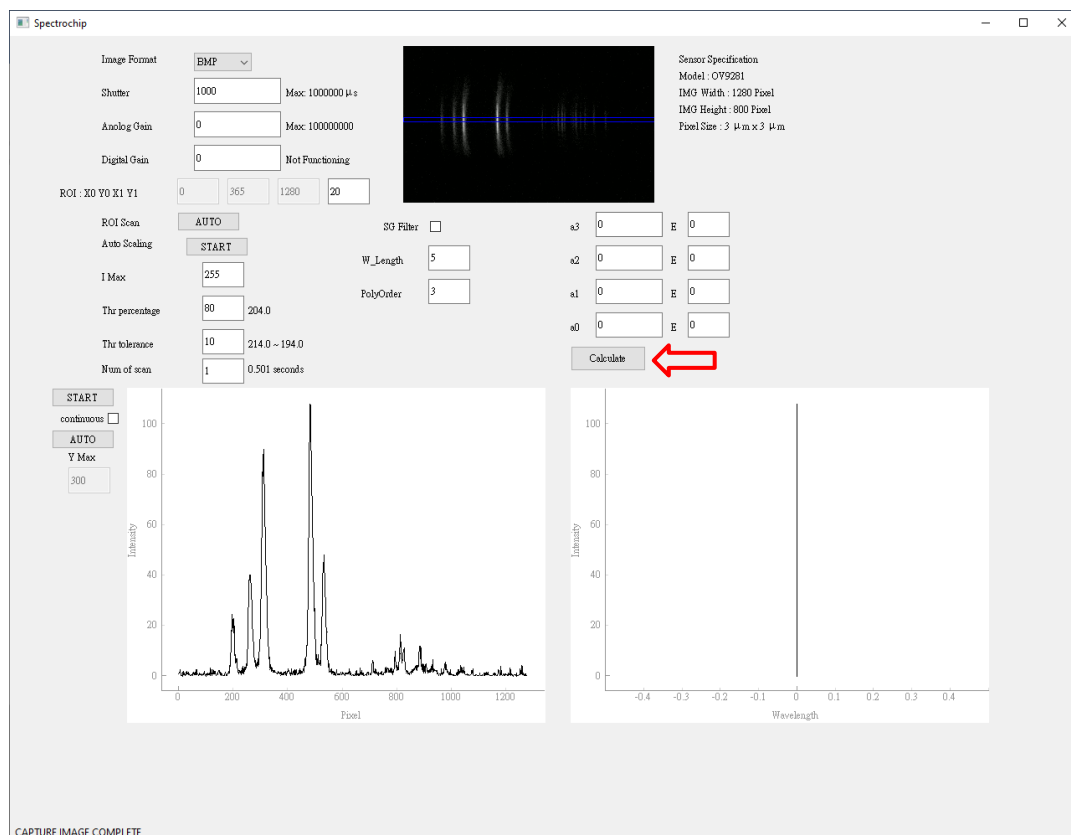 Spectrochip
Image Format BMP
Shutter 1000 Max: 1000000 μs
Anolog Gain 0 Max: 100000000
Digital Gain 0 Not Functioning
ROI : X0 Y0 X1 Y1 0 365 1280 20
Sensor Specification
Model : OV9281
IMG Width : 1280 Pixel
IMG Height : 800 Pixel
Pixel Size : 3 μm x 3 μm
ROI Scan AUTO
Auto Scaling START
I Max 255
Thr percentage 80 204.0
Thr tolerance 10 214.0 ~ 194.0
Num of scan 1 0.501 seconds
SG Filter
W_Length 5
PolyOrder 3
a3 0 E 0
a2 0 E 0
a1 0 E 0
a0 0 E 0
Calculate
START
continuous
AUTO
Y Max
300
100
80
60
40
20
0
Intensity
0 200 400 600 800 1000 1200
Pixel
100
80
60
40
20
0
Intensity
-0.4 -0.3 -0.2 -0.1 0 0.1 0.2 0.3 0.4
Wavelength
CAPTURE IMAGE COMPLETE